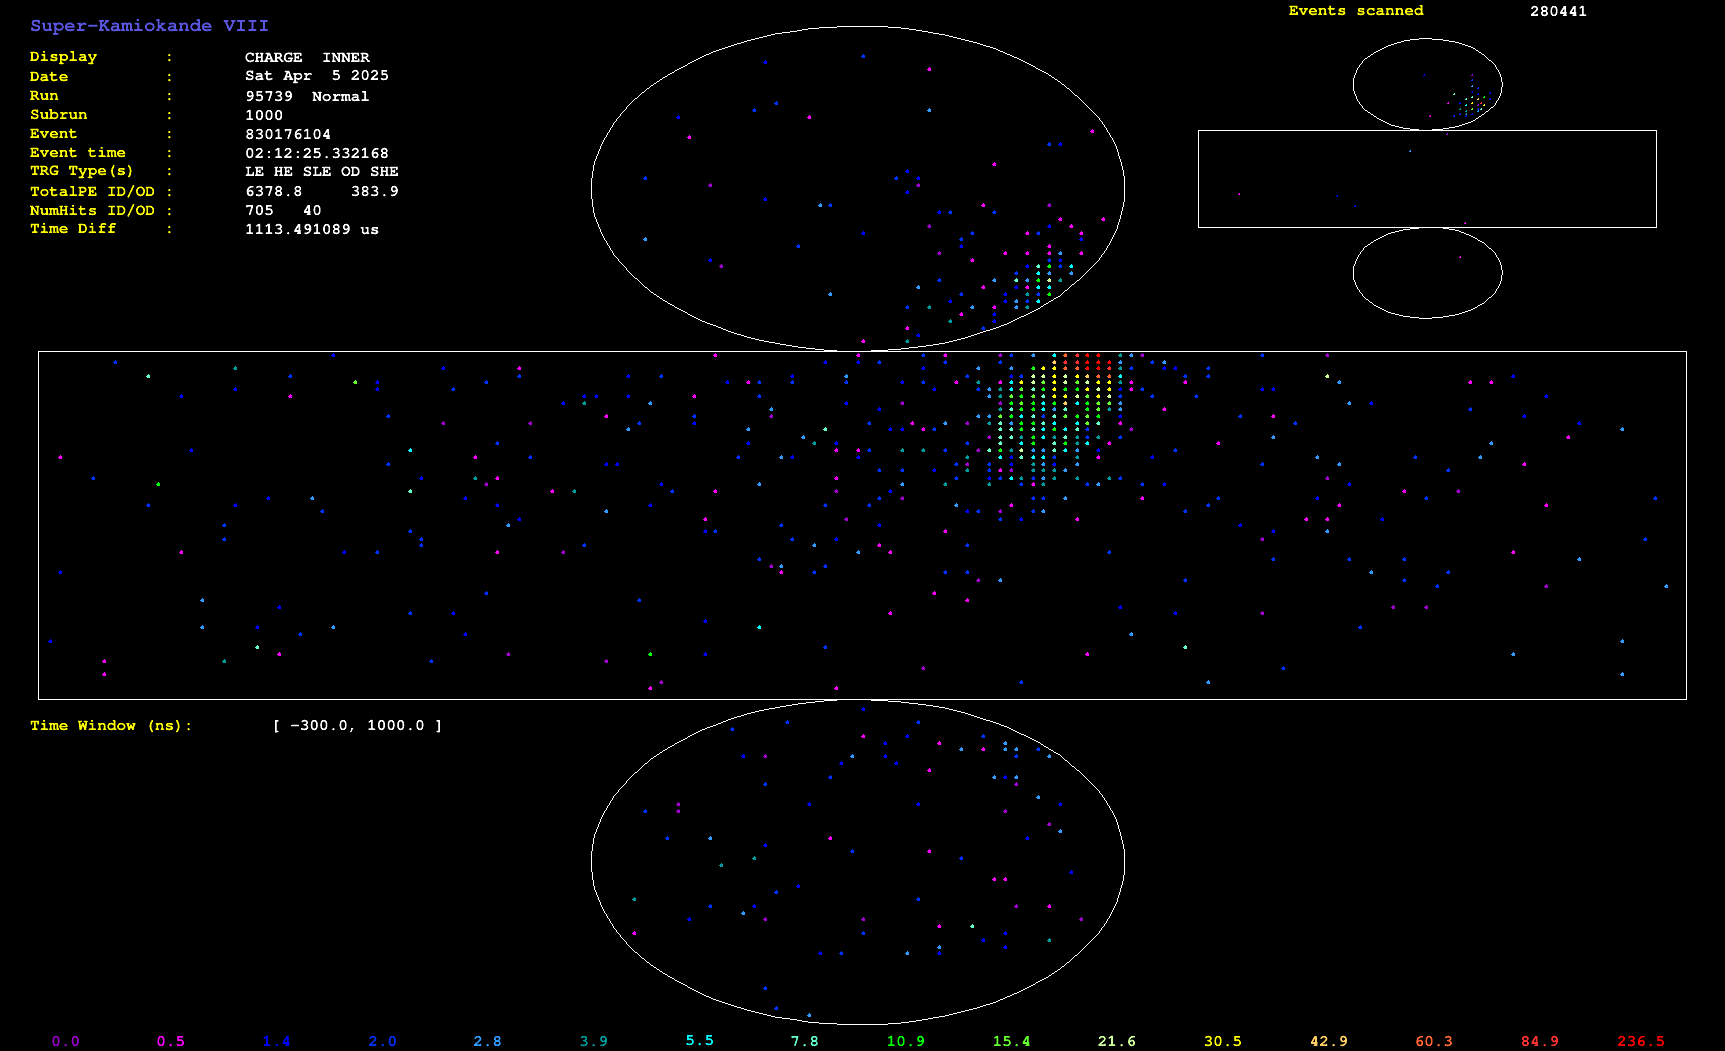 Super-Kamiokande VIII
Events scanned 280441
Display : CHARGE INNER
Date : Sat Apr 5 2025
Run : 95739 Normal
Subrun : 1000
Event : 830176104
Event time : 02:12:25.332168
TRG Type(s) : LE HE SLE OD SHE
TotalPE ID/OD : 6378.8 383.9
NumHits ID/OD : 705 40
Time Diff : 1113.491089 us
Time Window (ns): [ -300.0, 1000.0 ]
0.0 0.5 1.4 2.0 2.8 3.9 5.5 7.8 10.9 15.4 21.6 30.5 42.9 60.3 84.9 236.5